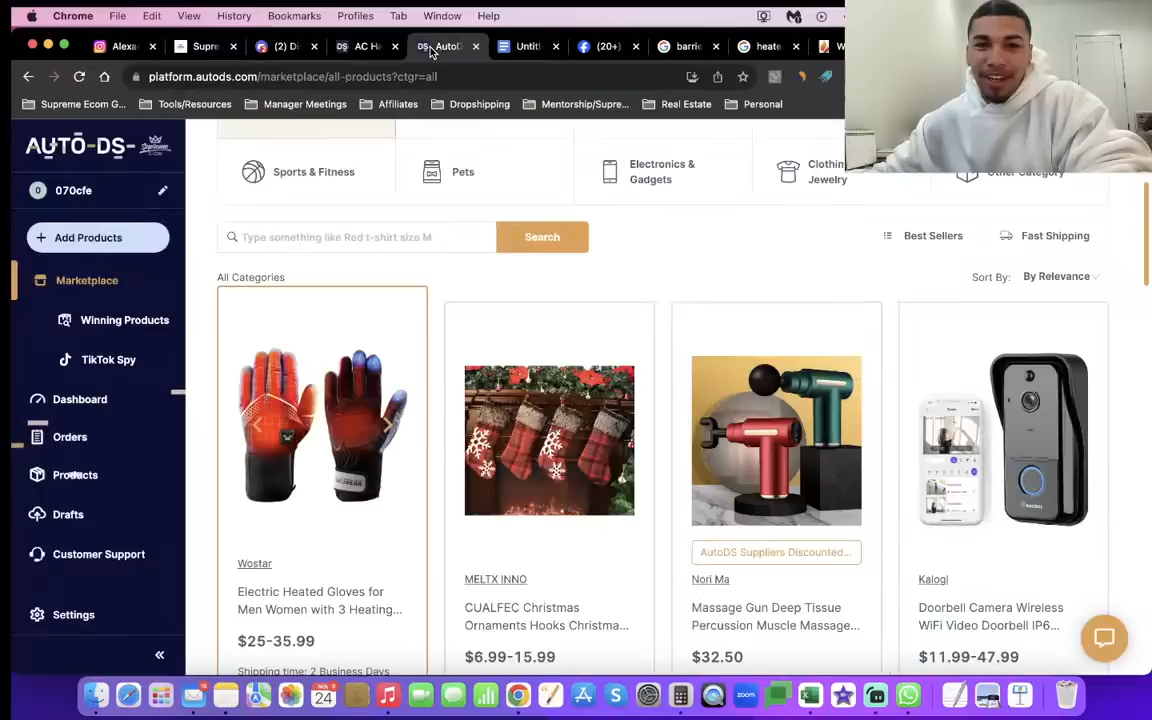 Chrome File Edit View History Bookmarks Profiles Tab Window Help
Alexa Supre (2) Di AC Ha AutoD Untit (20+) barrie heate W
platform.autods.com/marketplace/all-products?ctgr=all
Supreme Ecom G... Tools/Resources Manager Meetings Affiliates Dropshipping Mentorship/Supre... Real Estate Personal
AUTO-DS-
0 070cfe
Add Products
Marketplace
Winning Products
TikTok Spy
Dashboard
Orders
Products
Drafts
Customer Support
Settings
Sports & Fitness
Pets
Electronics &
Gadgets
Clothing
Jewelry
Other Category
Type something like Red t-shirt size M
Search
Best Sellers
Fast Shipping
All Categories
Sort By: By Relevance
Wostar
Electric Heated Gloves for
Men Women with 3 Heating...
$25-35.99
Shipping time: 2 Business Days
MELTX INNO
CUALFEC Christmas
Ornaments Hooks Christma...
$6.99-15.99
AutoDS Suppliers Discounted...
Nori Ma
Massage Gun Deep Tissue
Percussion Muscle Massage...
$32.50
Kalogl
Doorbell Camera Wireless
WiFi Video Doorbell IP6...
$11.99-47.99
NOV
24
zoom